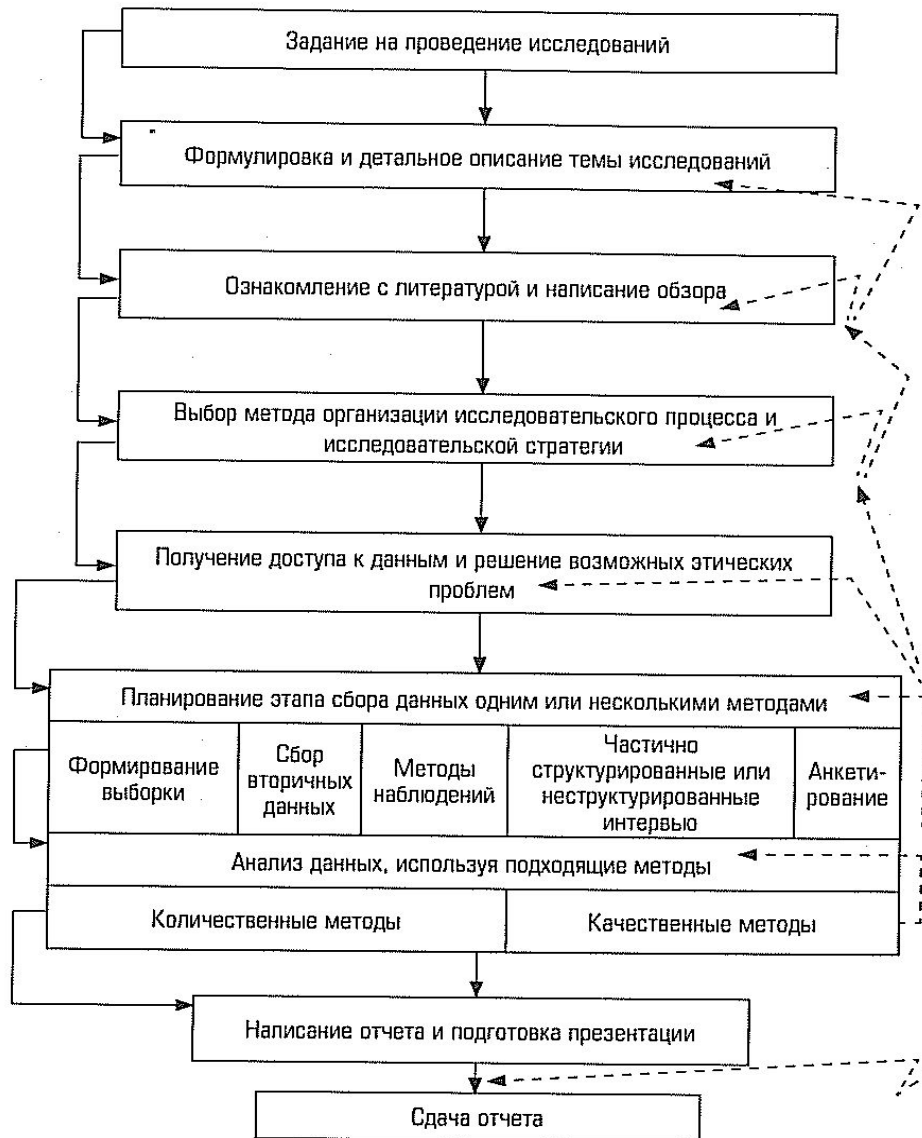 Задание на проведение исследований
Формулировка и детальное описание темы исследований
Ознакомление с литературой и написание обзора
Выбор метода организации исследовательского процесса и
исследовательской стратегии
Получение доступа к данным и решение возможных этических
проблем
Планирование этапа сбора данных одним или несколькими методами
Формирование
выборки
Сбор
вторичных
данных
Методы
наблюдений
Частично
структурированные или
неструктурированные
интервью
Анкети-
рование
Анализ данных, используя подходящие методы
Количественные методы
Качественные методы
Написание отчета и подготовка презентации
Сдача отчета